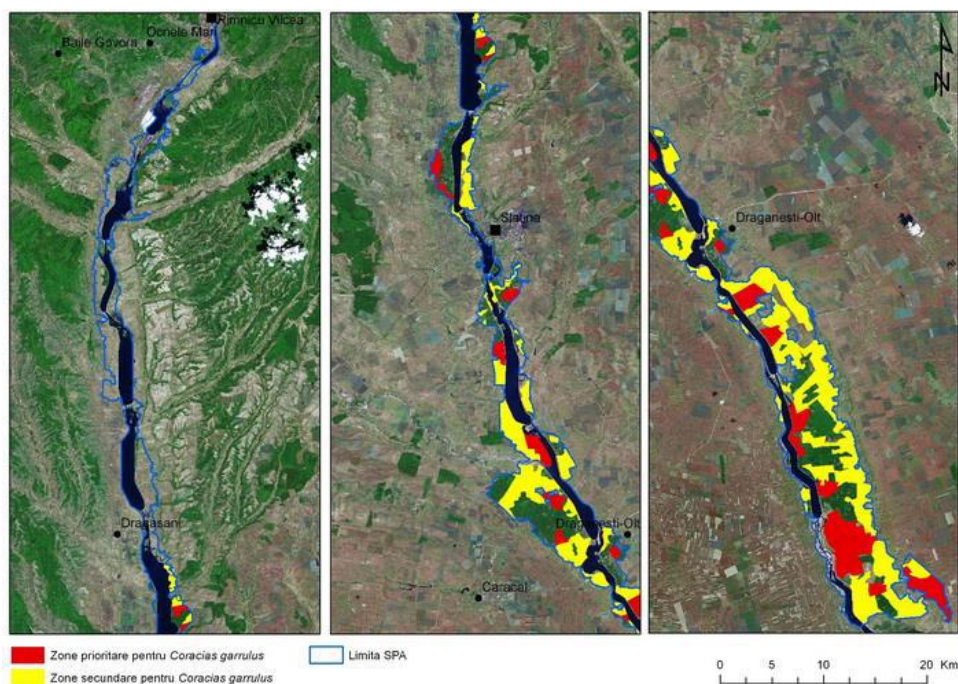 Rimnicu Vilcea
Ocnele Mari
Baile Govora
Dragasani
Slatina
Draganesti-Olt
Caracal
Draganesti-Olt
N
Zone prioritare pentru Coracias garrulus
Limita SPA
Zone secundare pentru Coracias garrulus
0 5 10 20 Km